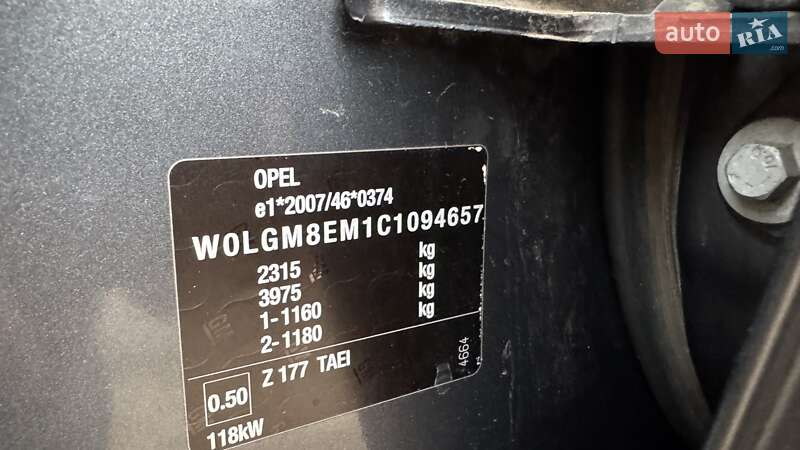 auto RIA
.com
OPEL
e1*2007/46*0374
W0LGM8EM1C1094657
2315 kg
3975 kg
1-1160 kg
2-1180
Z 177 TAEI
4664
0.50
118kW